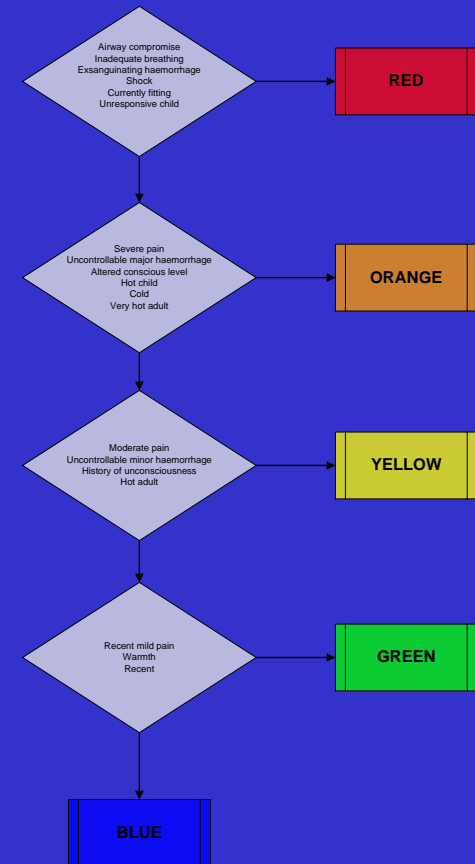 Airway compromise
Inadequate breathing
Exsanguinating haemorrhage
Shock
Currently fitting
Unresponsive child
RED
Severe pain
Uncontrollable major haemorrhage
Altered conscious level
Hot child
Cold
Very hot adult
ORANGE
Moderate pain
Uncontrollable minor haemorrhage
History of unconsciousness
Hot adult
YELLOW
Recent mild pain
Warmth
Recent
GREEN
BLUE